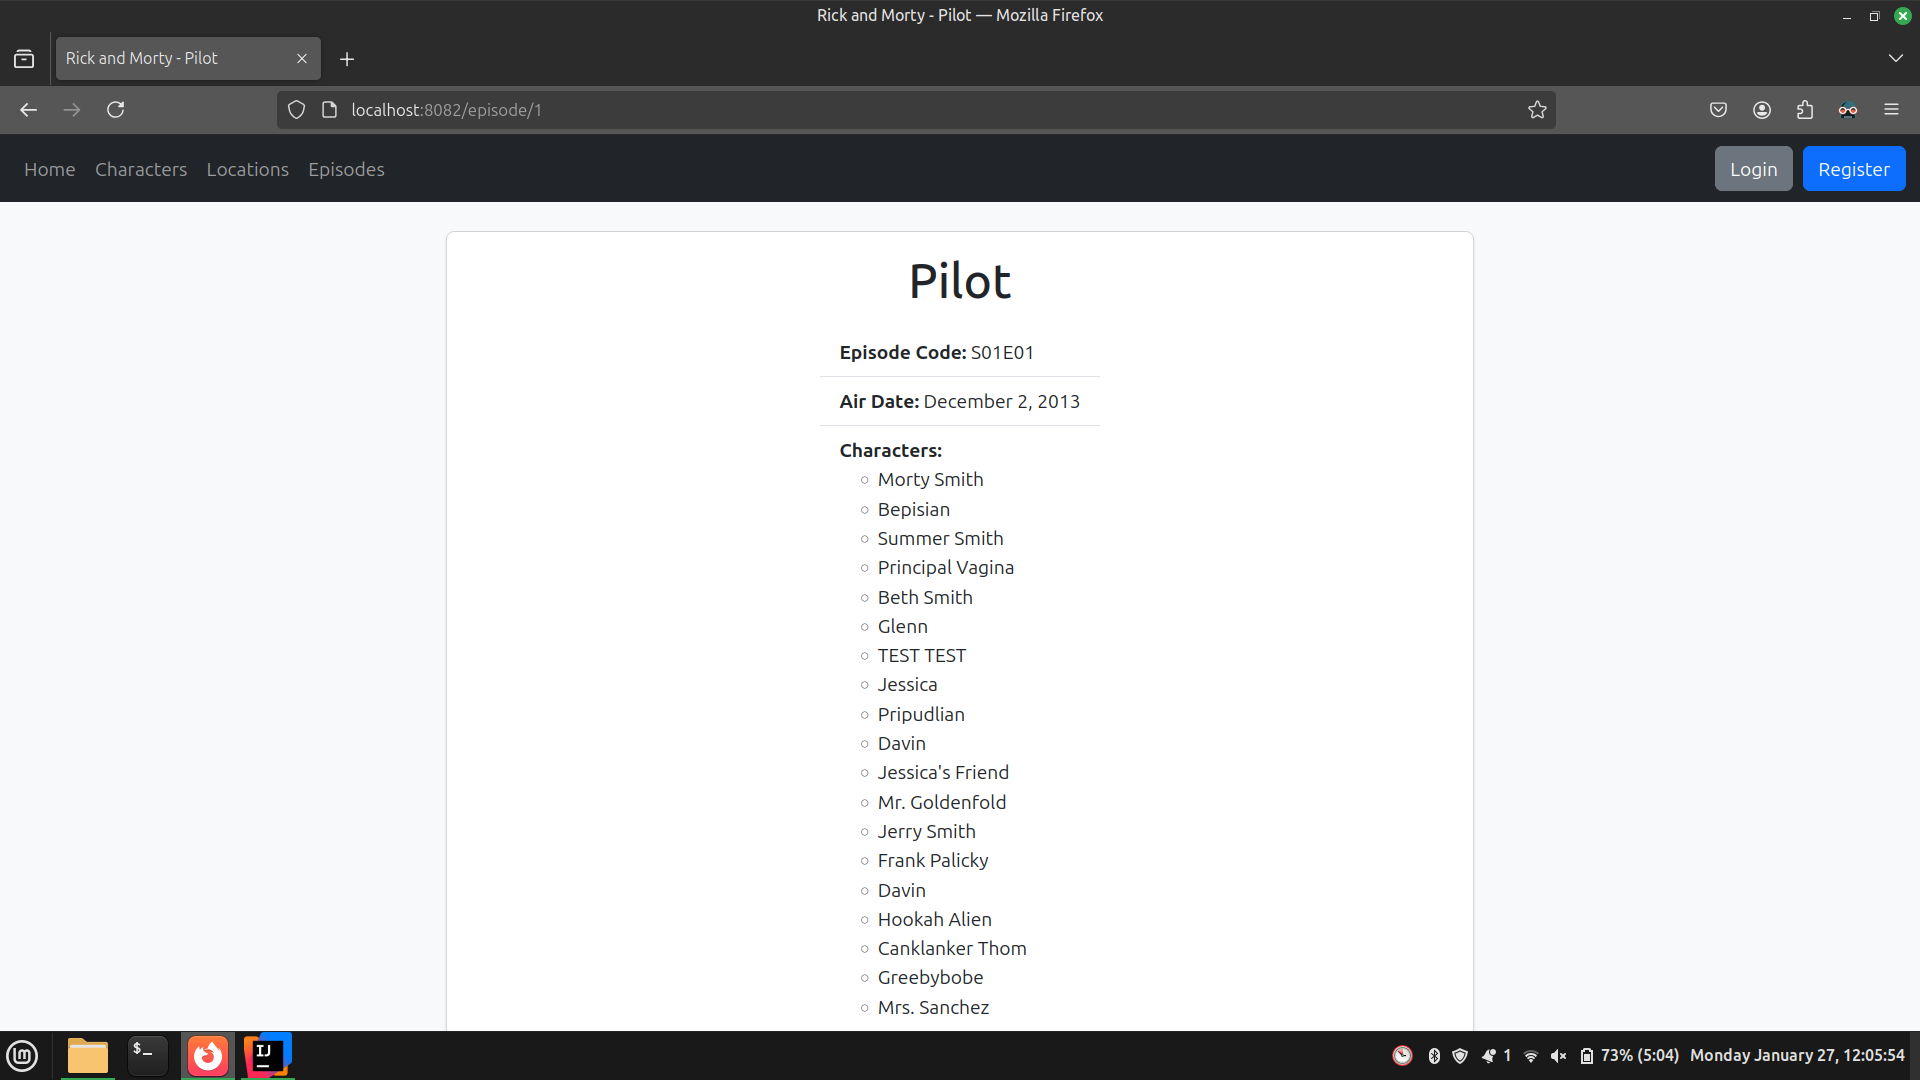 Rick and Morty - Pilot — Mozilla Firefox
Rick and Morty - Pilot
localhost:8082/episode/1
Home Characters Locations Episodes Login Register
Pilot
Episode Code: S01E01
Air Date: December 2, 2013
Characters:
Morty Smith
Bepisian
Summer Smith
Principal Vagina
Beth Smith
Glenn
TEST TEST
Jessica
Pripudlian
Davin
Jessica's Friend
Mr. Goldenfold
Jerry Smith
Frank Palicky
Davin
Hookah Alien
Canklanker Thom
Greebybobe
Mrs. Sanchez
lm $_ IJ 1 73% (5:04) Monday January 27, 12:05:54